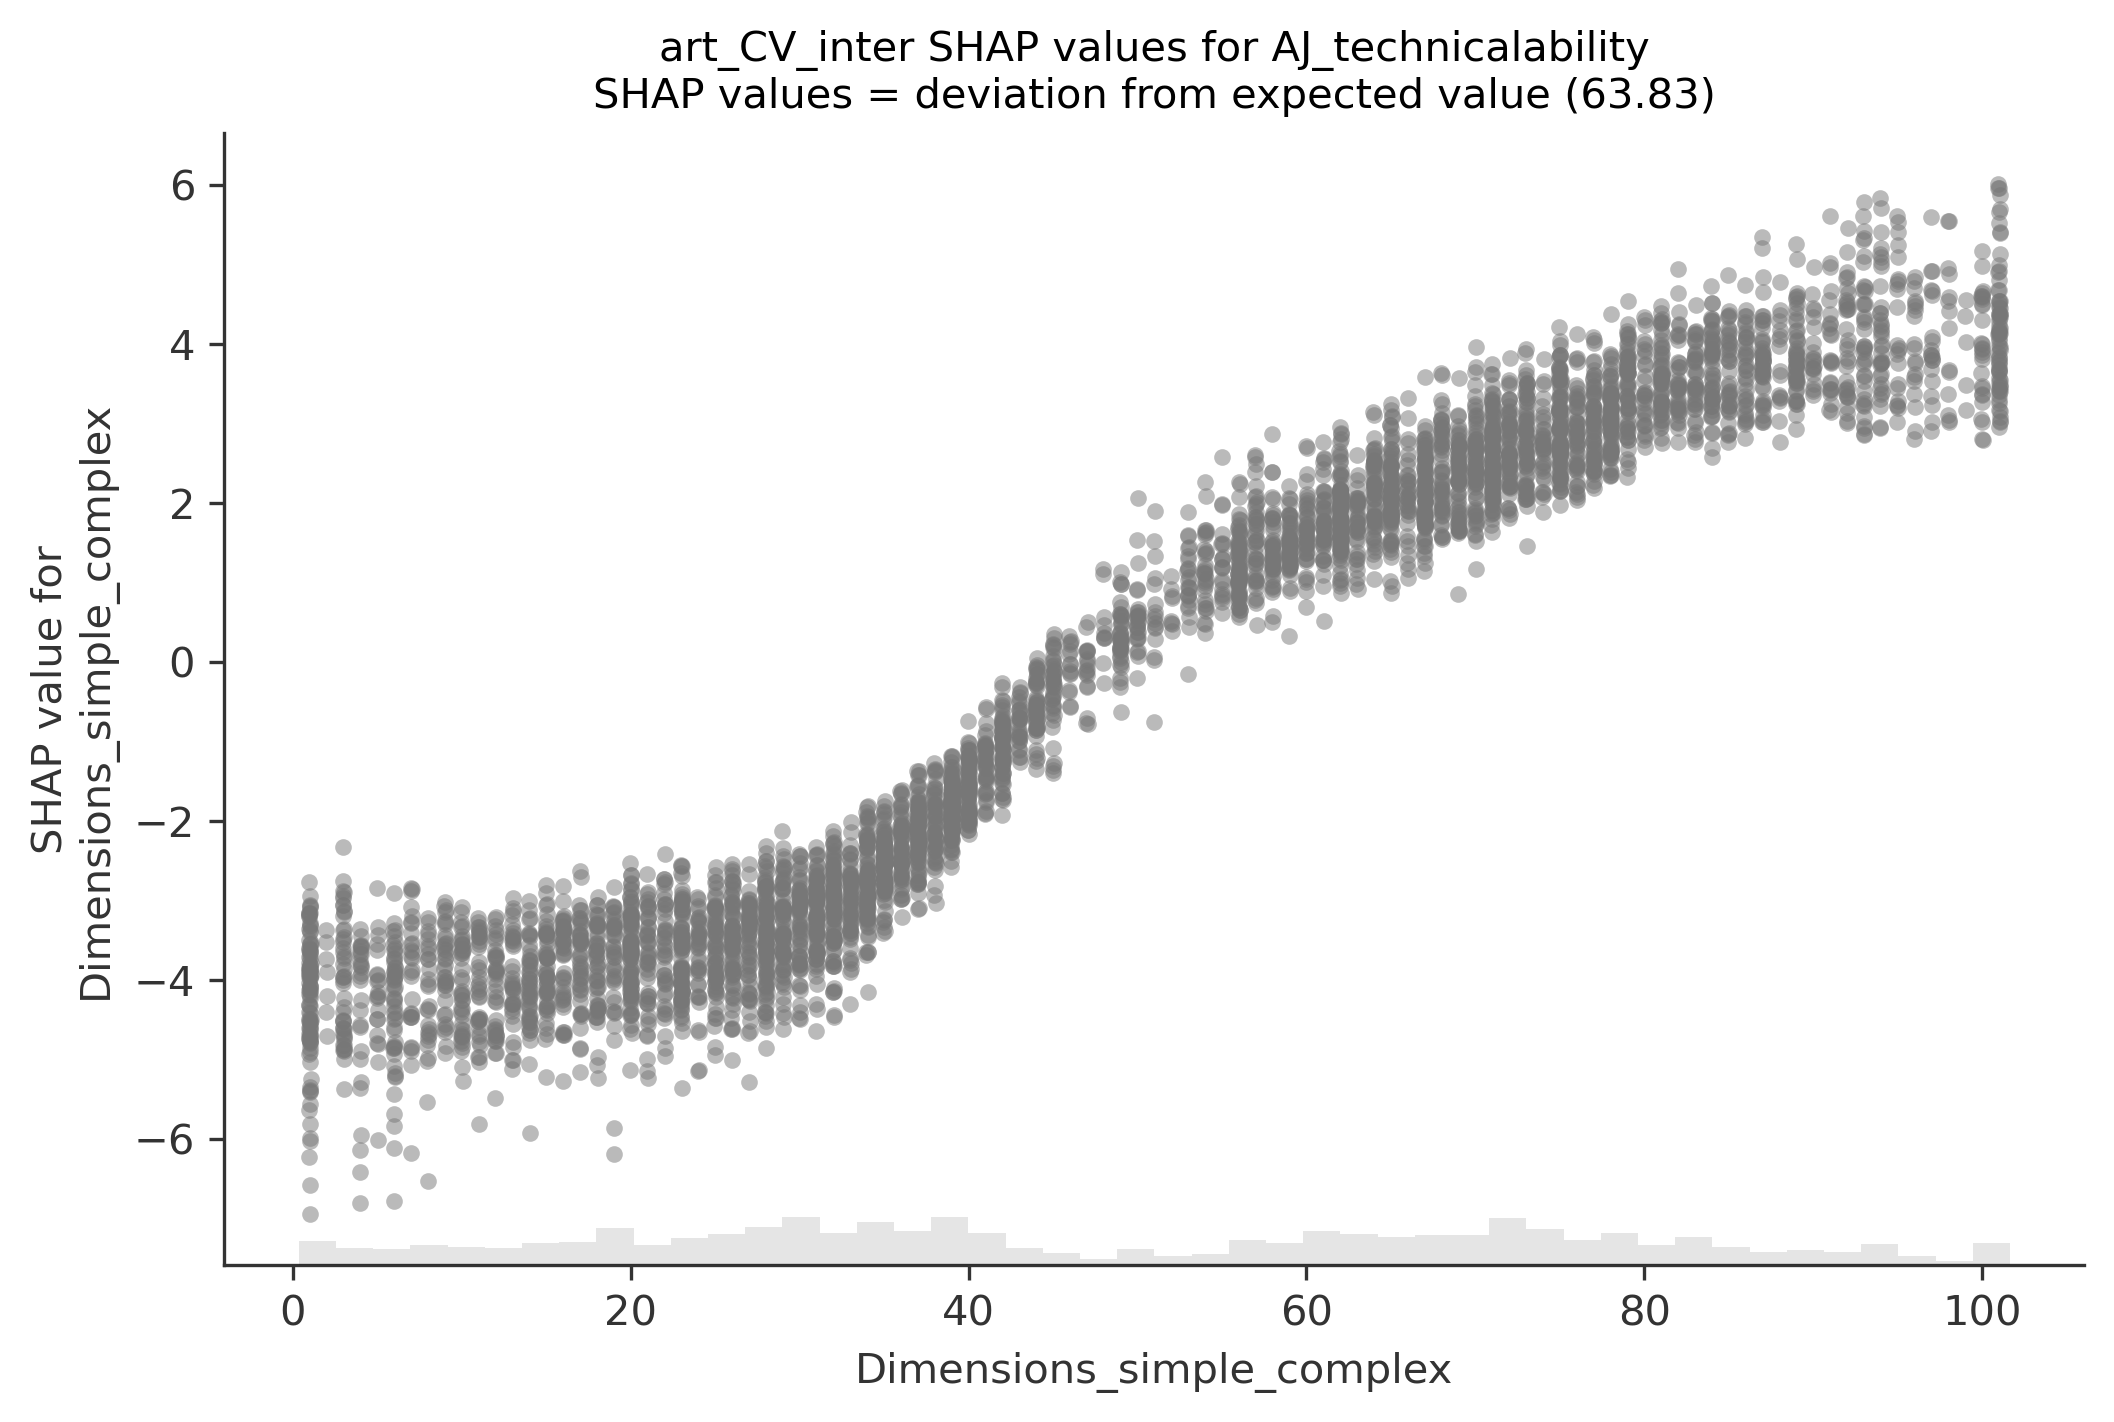 art_CV_inter SHAP values for AJ_technicalability
SHAP values = deviation from expected value (63.83)
SHAP value for
Dimensions_simple_complex
6
4
2
0
−2
−4
−6
0 20 40 60 80 100
Dimensions_simple_complex